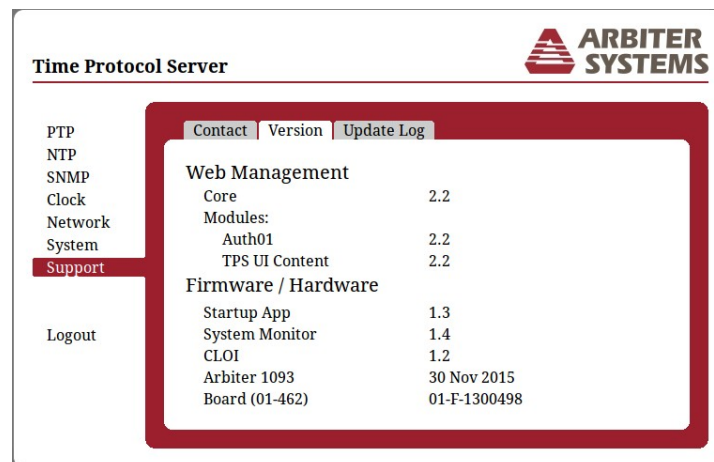 ARBITER
SYSTEMS
Time Protocol Server
PTP
NTP
SNMP
Clock
Network
System
Support
Logout
Contact Version Update Log
Web Management
Core 2.2
Modules:
Auth01 2.2
TPS UI Content 2.2
Firmware / Hardware
Startup App 1.3
System Monitor 1.4
CLOI 1.2
Arbiter 1093 30 Nov 2015
Board (01-462) 01-F-1300498